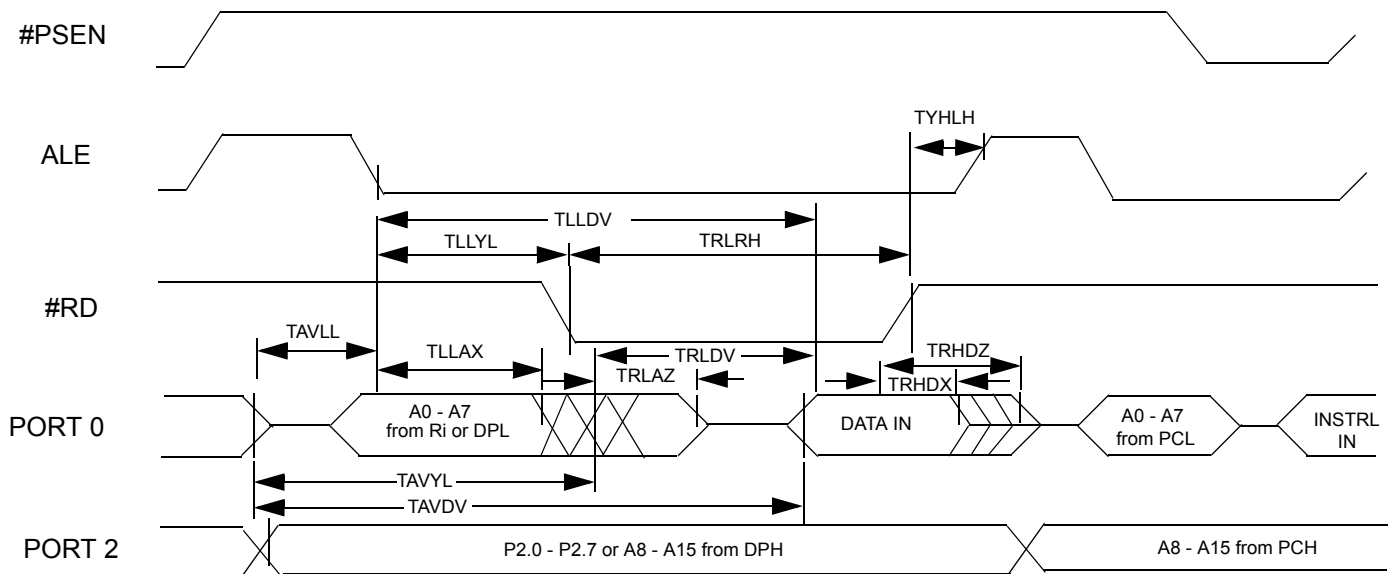 #PSEN
TYHLH
ALE
TLLDV
TLLYL
TRLRH
#RD
TAVLL
TLLAX
TRLDV
TRHDZ
TRLAZ
TRHDX
PORT 0
A0 - A7
from Ri or DPL
DATA IN
A0 - A7
from PCL
INSTRL
IN
TAVYL
TAVDV
PORT 2
P2.0 - P2.7 or A8 - A15 from DPH
A8 - A15 from PCH